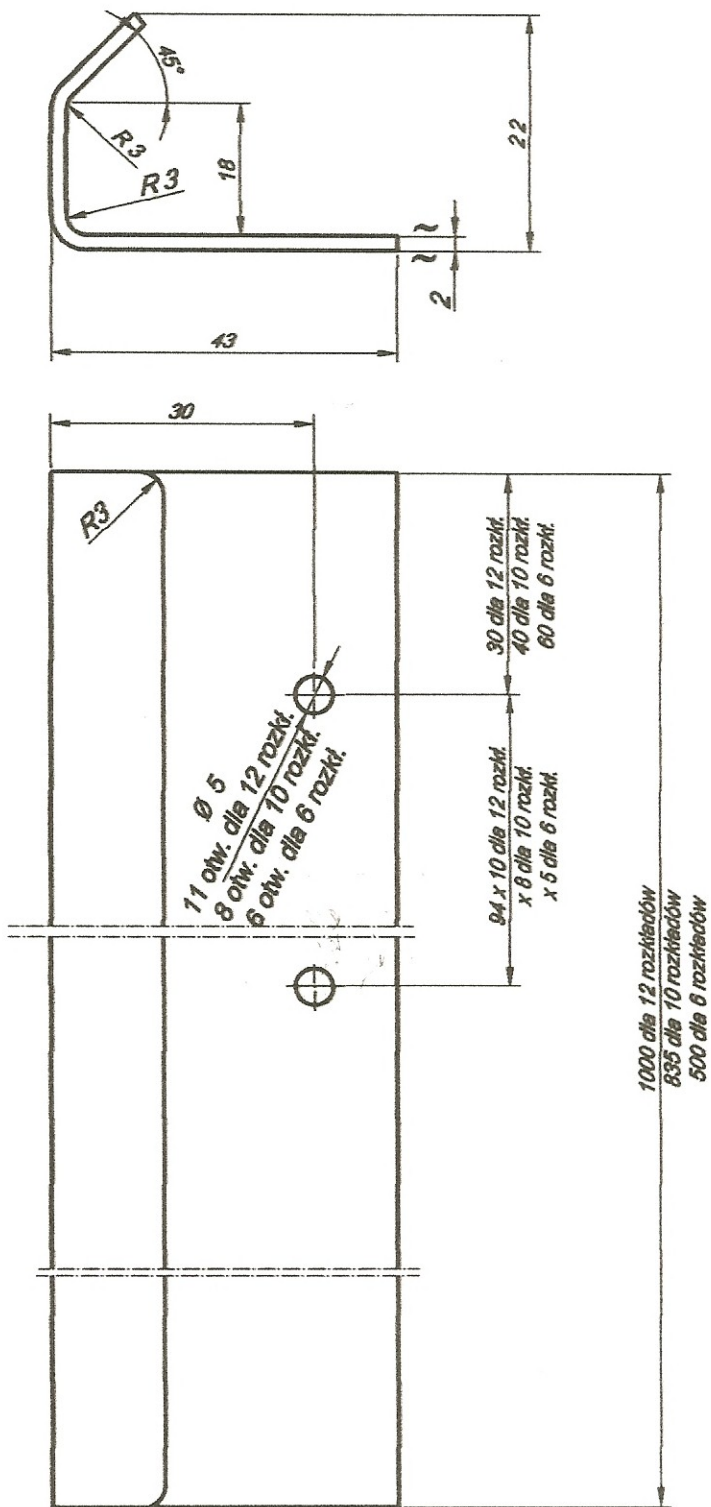 45°
R3
R3
18
22
2
43
30
R3
Ø 5
11 otw. dla 12 rozkł.
8 otw. dla 10 rozkł.
6 otw. dla 6 rozkł.
30 dla 12 rozkł.
40 dla 10 rozkł.
60 dla 6 rozkł.
94 x 10 dla 12 rozkł.
x 8 dla 10 rozkł.
x 5 dla 6 rozkł.
1000 dla 12 rozkładów
835 dla 10 rozkładów
500 dla 6 rozkładów